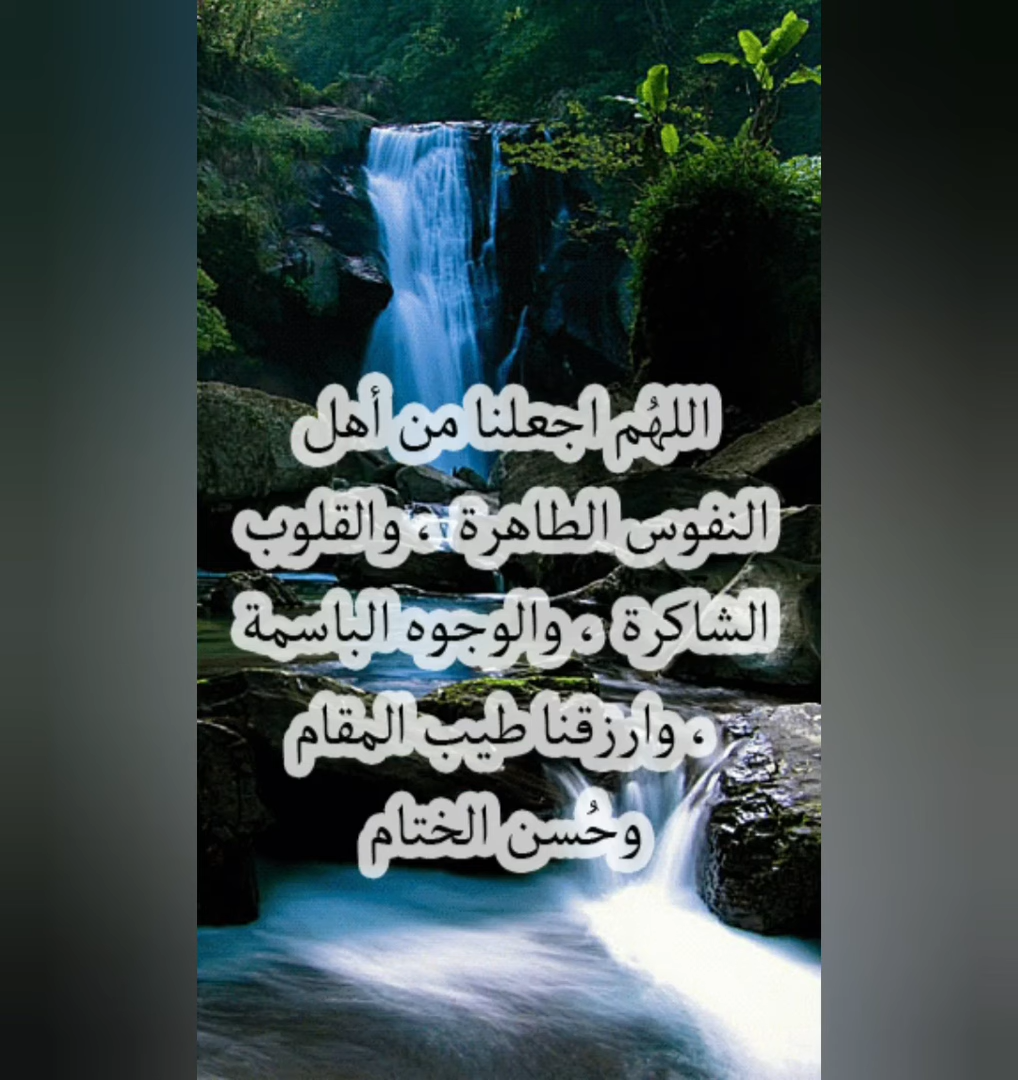 اللهُم اجعلنا من أهل
النفوس الطاهرة ، والقلوب
الشاكرة ، والوجوه الباسمة
، وارزقنا طيب المقام
وحُسن الختام